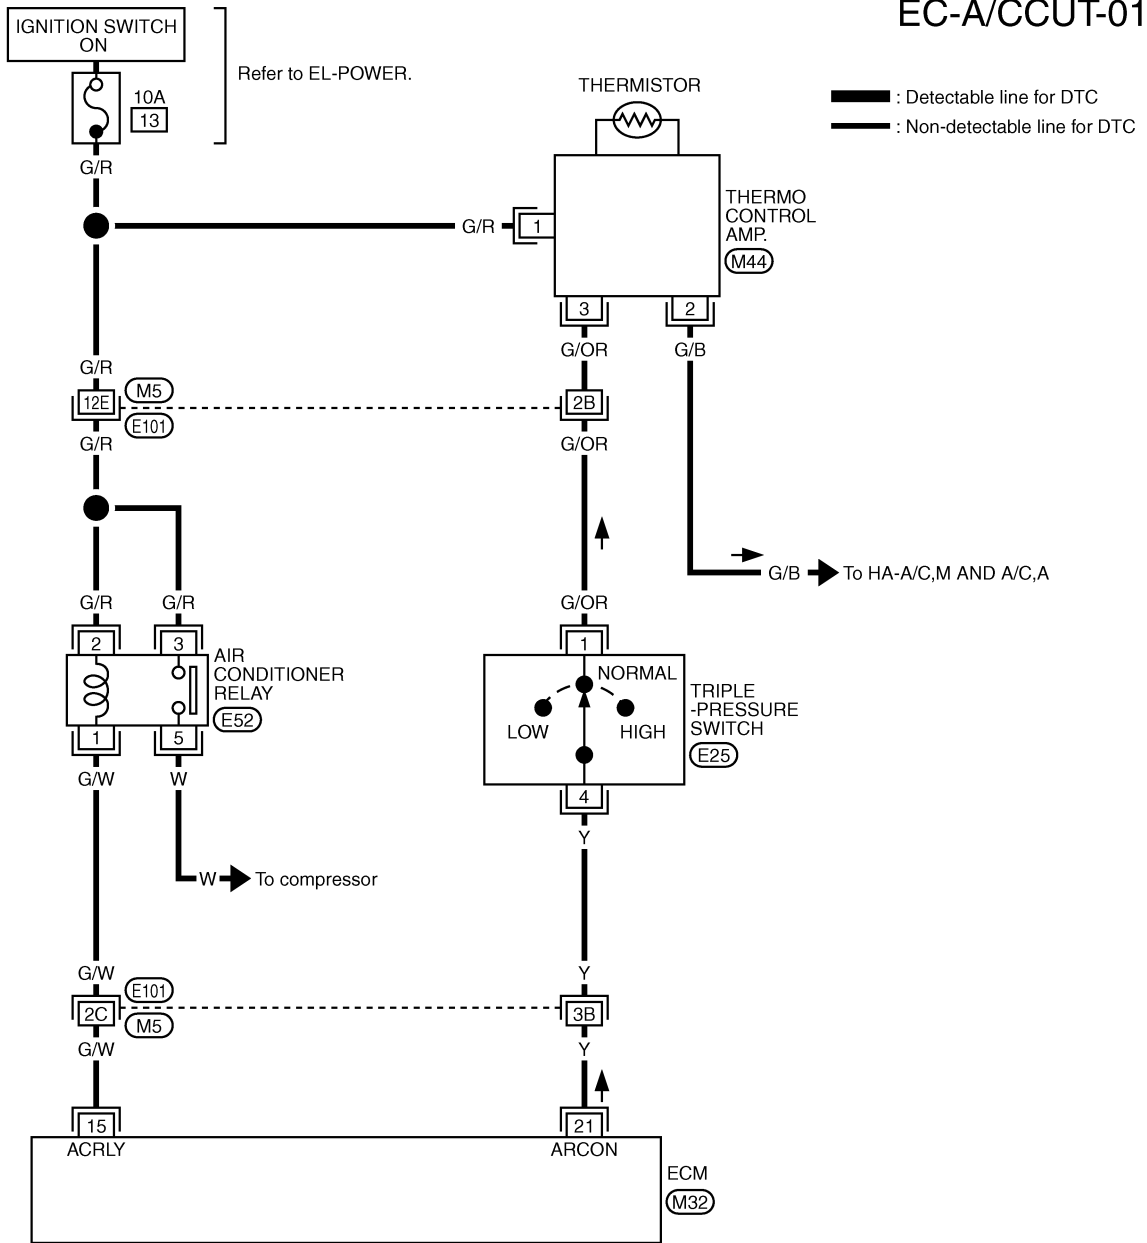 EC-A/CCUT-01
IGNITION SWITCH
ON
Refer to EL-POWER.
10A
13
THERMISTOR
: Detectable line for DTC
: Non-detectable line for DTC
G/R
G/R
1
THERMO
CONTROL
AMP.
M44
3
2
G/OR
G/B
G/R
M5
12E
2B
E101
G/R
G/OR
G/B
To HA-A/C,M AND A/C,A
G/R
G/R
G/OR
2
3
1
AIR
CONDITIONER
RELAY
E52
NORMAL
LOW
HIGH
TRIPLE
-PRESSURE
SWITCH
E25
1
5
4
G/W
W
Y
W
To compressor
G/W
Y
E101
2C
3B
M5
G/W
Y
15
21
ACRLY
ARCON
ECM
M32